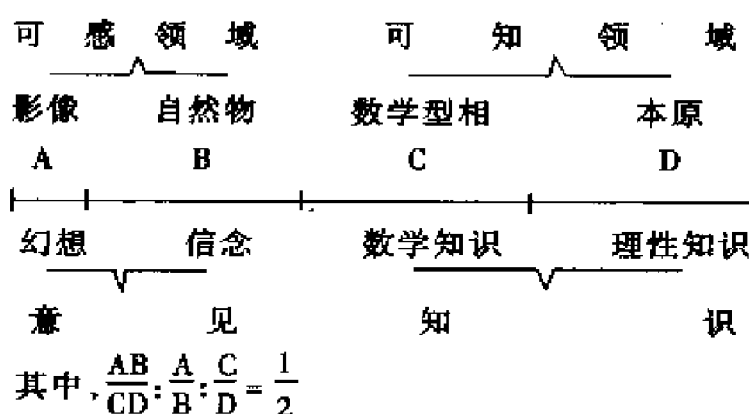 可感领域 可知领域
影像 自然物 数学型相 本原
A B C D
幻想 信念 数学知识 理性知识
意见 知识
其中,AB/CD:A/B:C/D=1/2